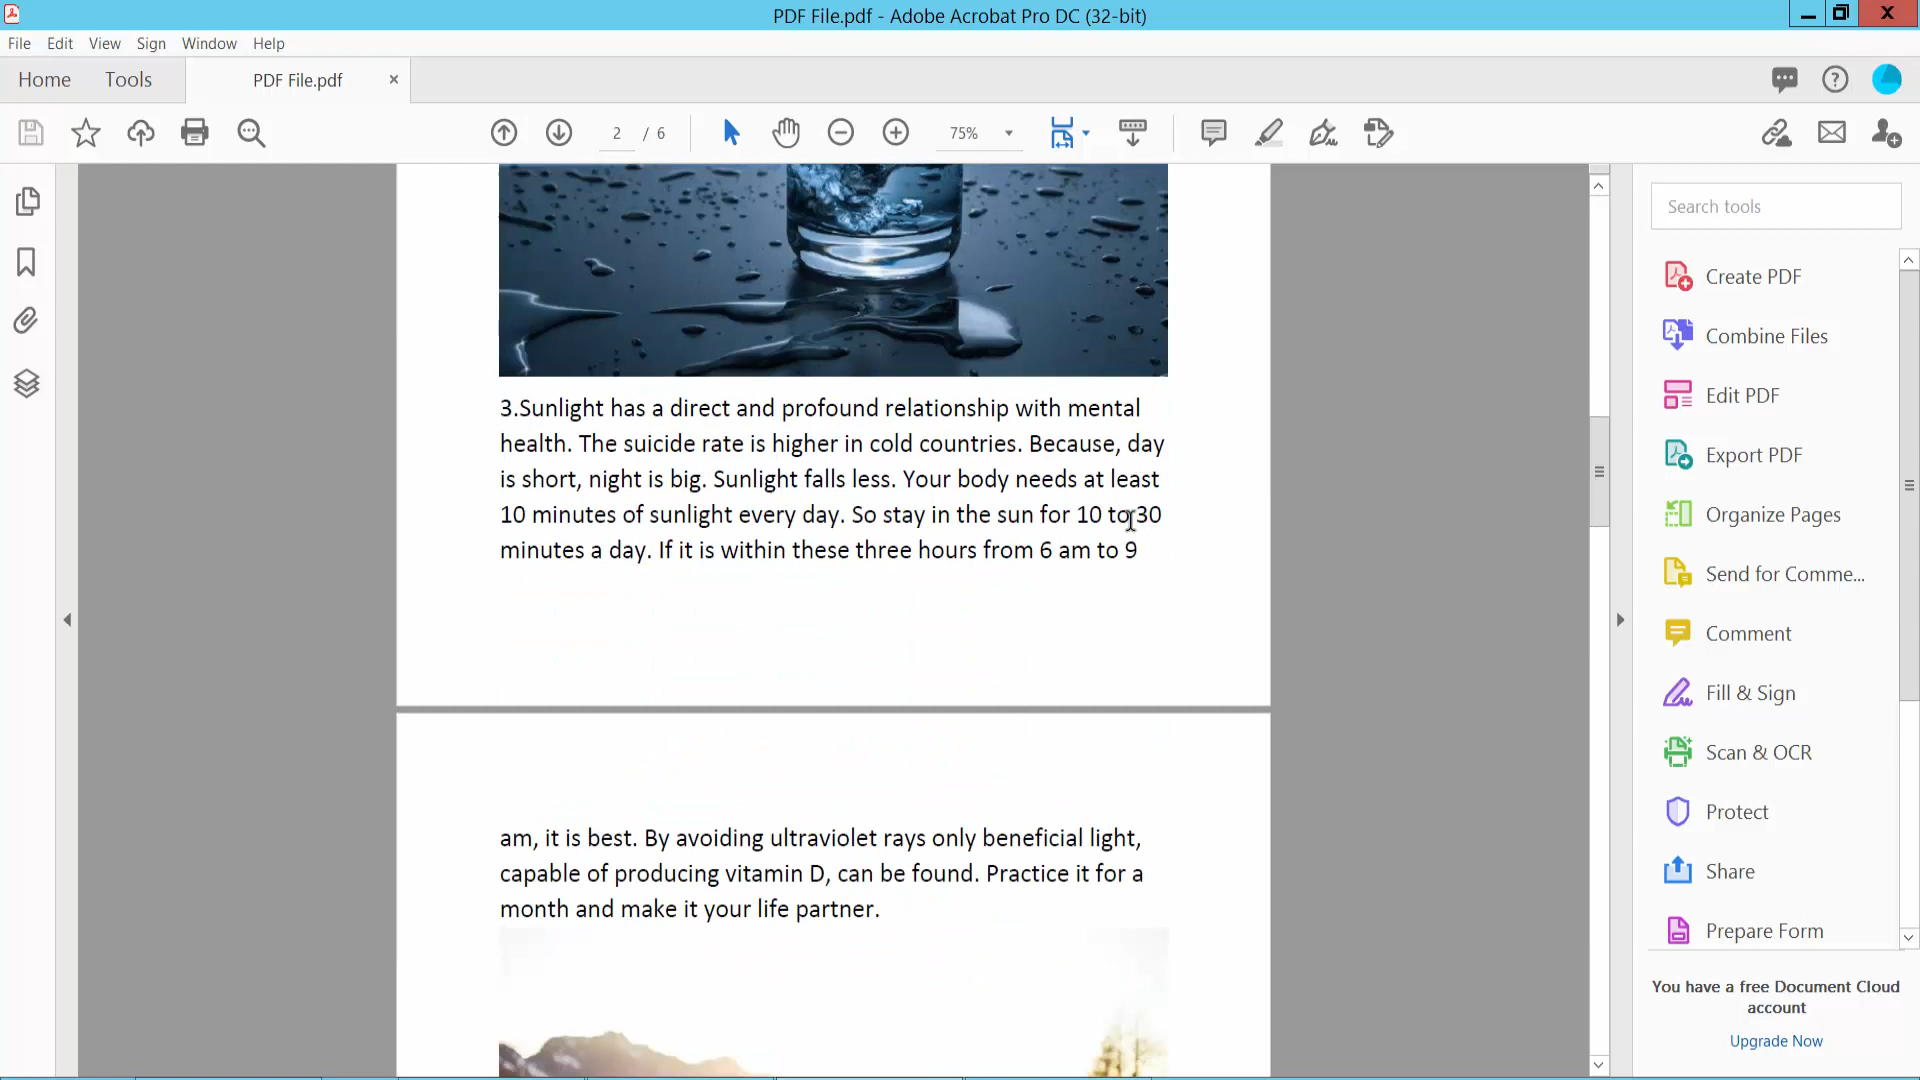 PDF File.pdf - Adobe Acrobat Pro DC (32-bit)
File Edit View Sign Window Help
Home Tools PDF File.pdf
2 / 6 75%
3.Sunlight has a direct and profound relationship with mental
health. The suicide rate is higher in cold countries. Because, day
is short, night is big. Sunlight falls less. Your body needs at least
10 minutes of sunlight every day. So stay in the sun for 10 to 30
minutes a day. If it is within these three hours from 6 am to 9
am, it is best. By avoiding ultraviolet rays only beneficial light,
capable of producing vitamin D, can be found. Practice it for a
month and make it your life partner.
Search tools
Create PDF
Combine Files
Edit PDF
Export PDF
Organize Pages
Send for Comme...
Comment
Fill & Sign
Scan & OCR
Protect
Share
Prepare Form
You have a free Document Cloud
account
Upgrade Now